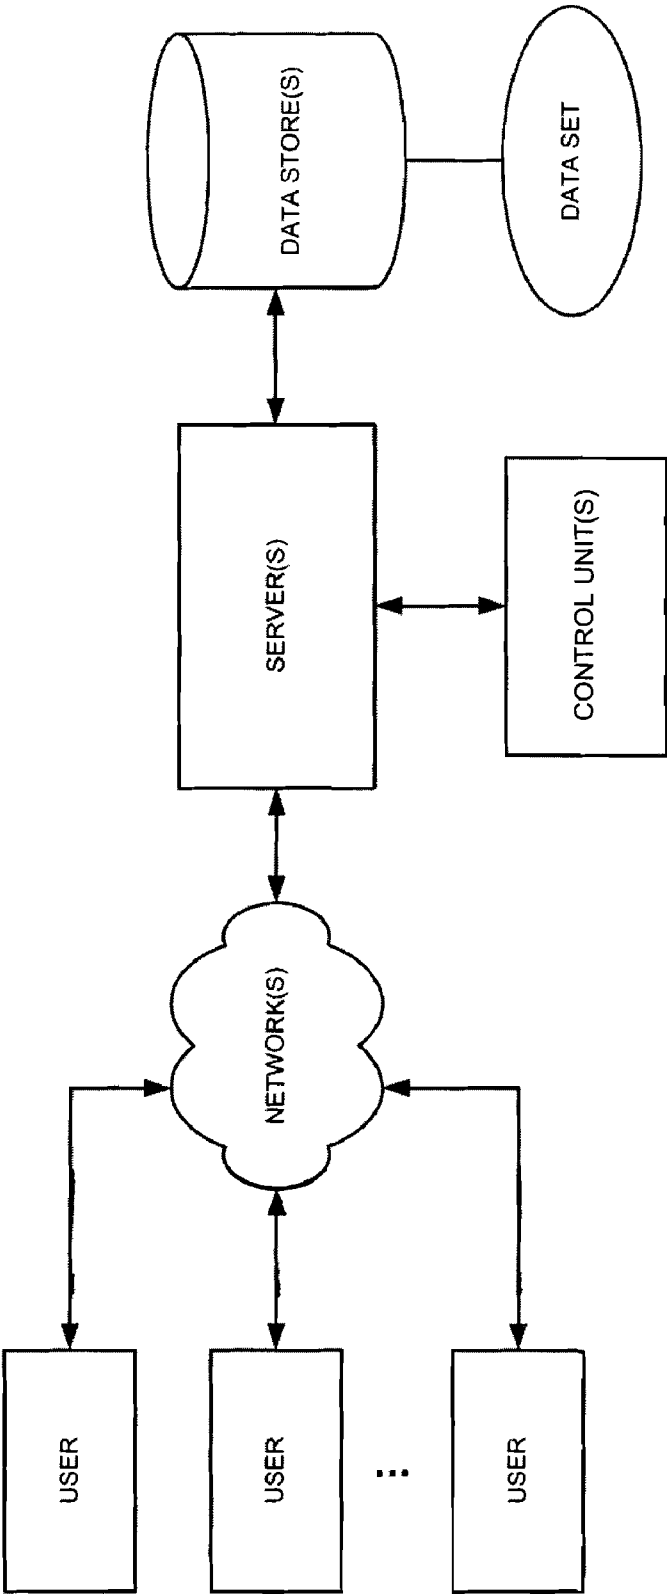 USER
USER
...
USER
NETWORK(S)
SERVER(S)
CONTROL UNIT(S)
DATA STORE(S)
DATA SET